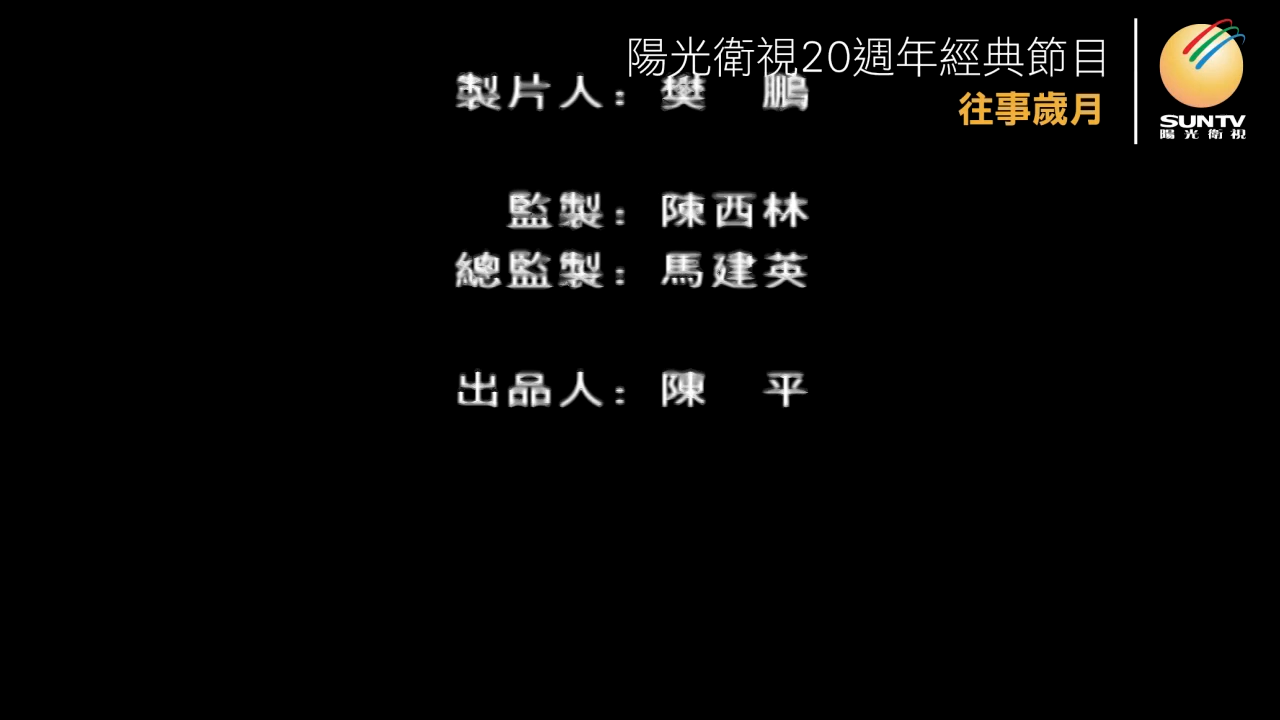 陽光衛視20週年經典節目
往事歲月
SUNTV
陽光衛視
製片人：樊　鵬
監製：陳西林
總監製：馬建英
出品人：陳　平